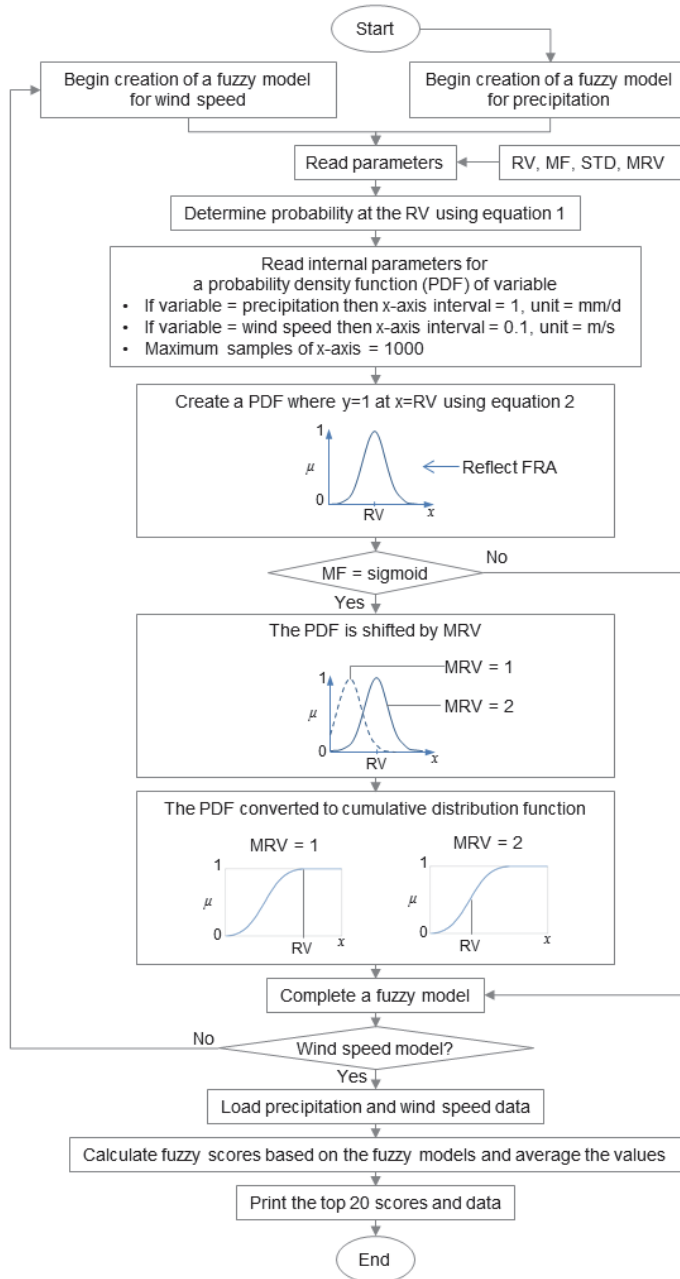 Start
Begin creation of a fuzzy model
for wind speed
Begin creation of a fuzzy model
for precipitation
Read parameters
RV, MF, STD, MRV
Determine probability at the RV using equation 1
Read internal parameters for
a probability density function (PDF) of variable
• If variable = precipitation then x-axis interval = 1, unit = mm/d
• If variable = wind speed then x-axis interval = 0.1, unit = m/s
• Maximum samples of x-axis = 1000
Create a PDF where y=1 at x=RV using equation 2
1
μ
Reflect FRA
0
RV
x
MF = sigmoid
No
Yes
The PDF is shifted by MRV
MRV = 1
1
MRV = 2
μ
0
RV
x
The PDF converted to cumulative distribution function
MRV = 1
1
μ
0
RV
x
MRV = 2
1
μ
0
RV
x
Complete a fuzzy model
No
Wind speed model?
Yes
Load precipitation and wind speed data
Calculate fuzzy scores based on the fuzzy models and average the values
Print the top 20 scores and data
End